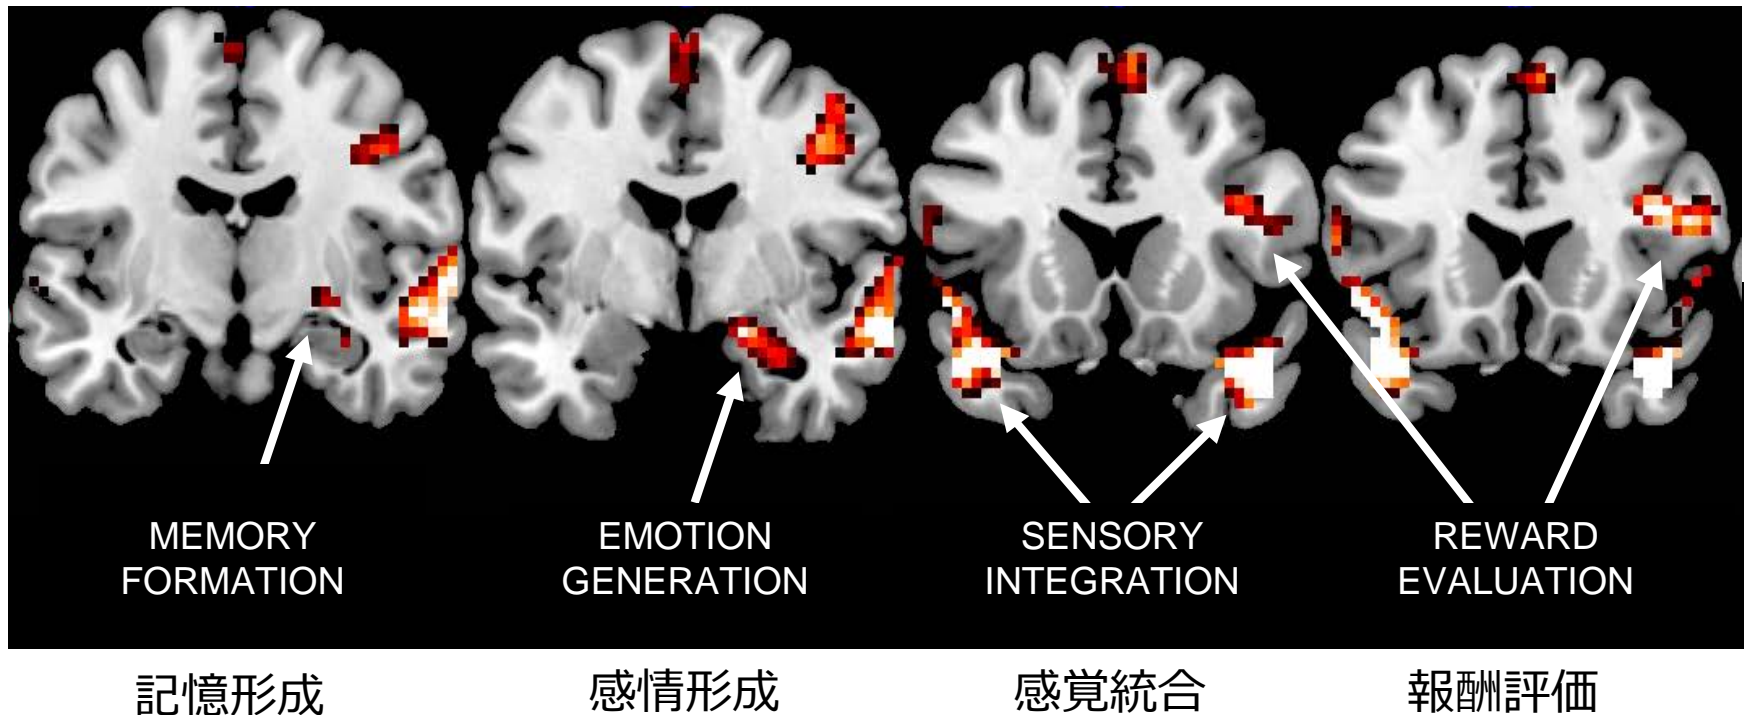 MEMORY
FORMATION
EMOTION
GENERATION
SENSORY
INTEGRATION
REWARD
EVALUATION
記憶形成
感情形成
感覚統合
報酬評価